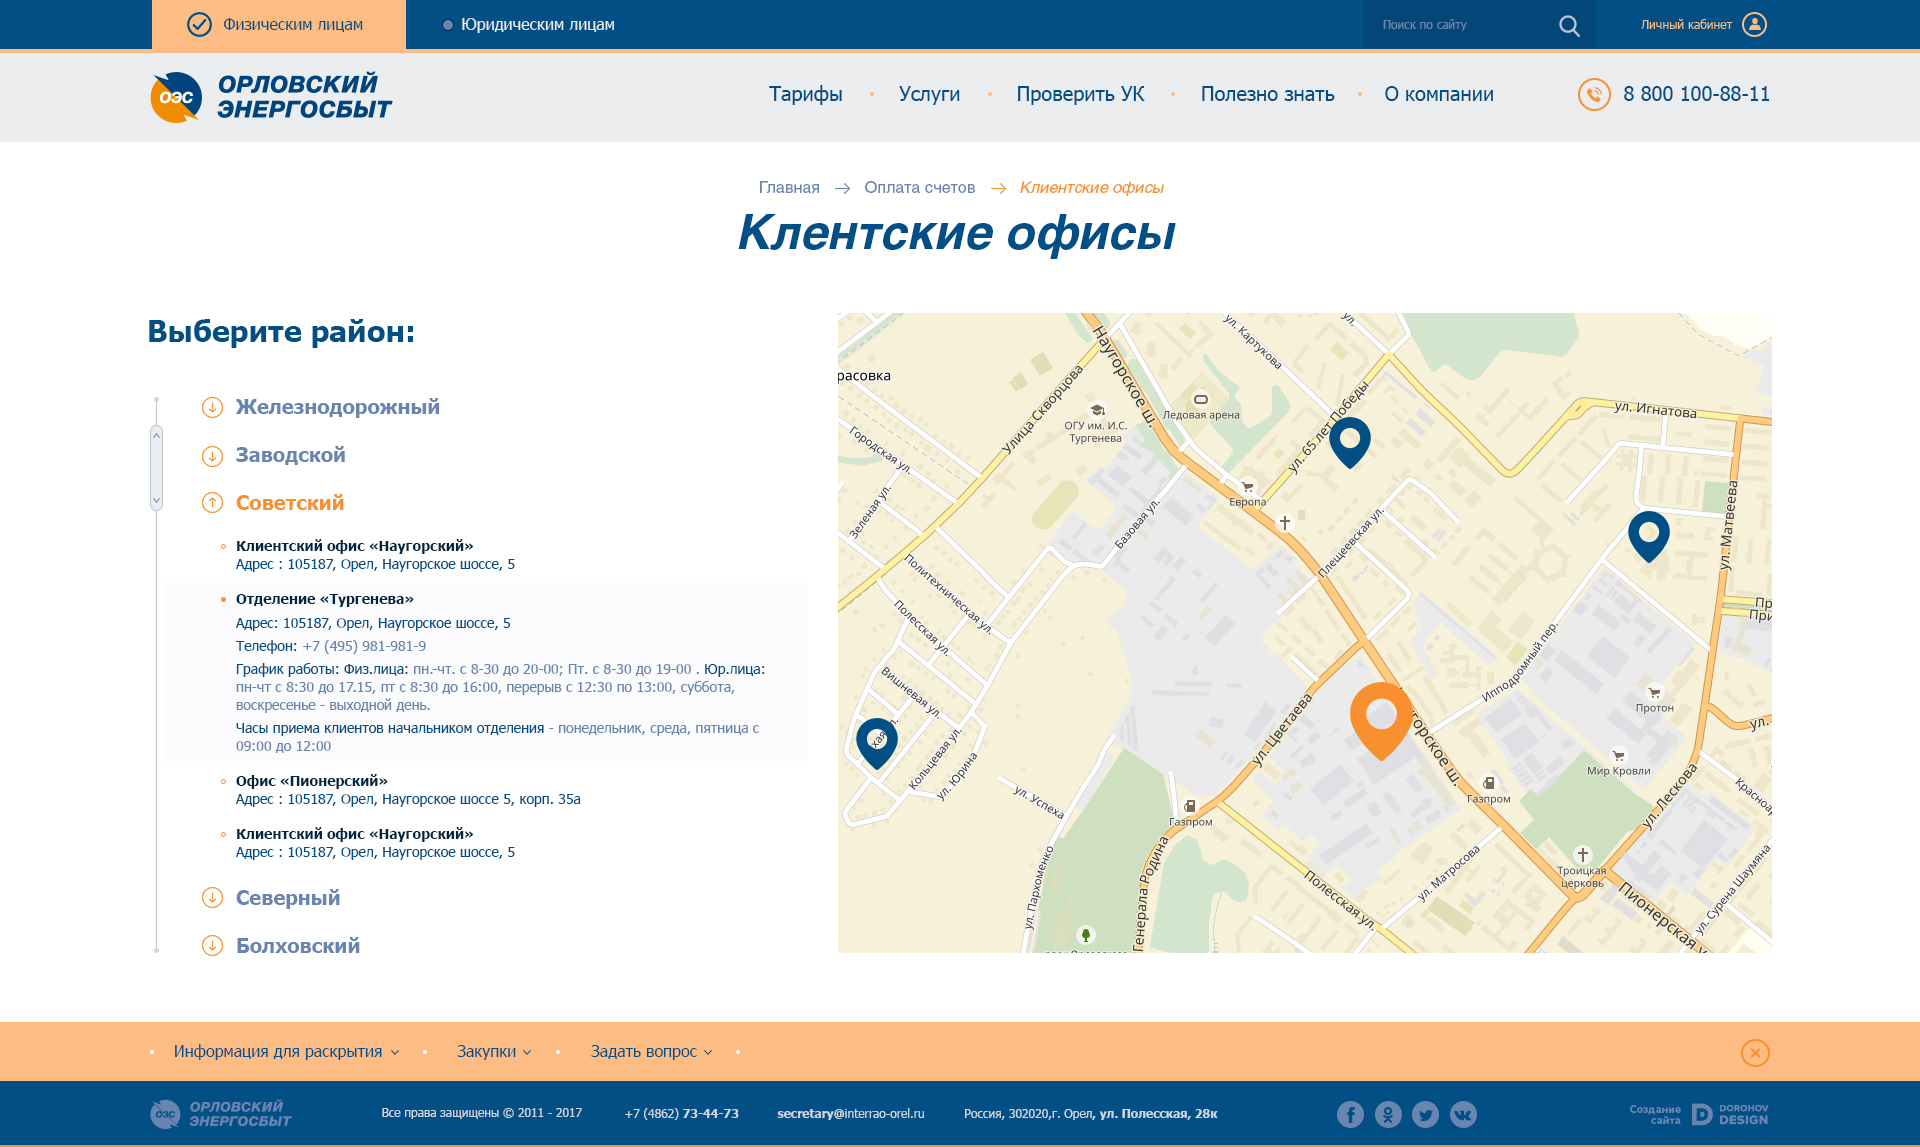 Физическим лицам
Юридическим лицам
Поиск по сайту
Личный кабинет
ОЭС
ОРЛОВСКИЙ
ЭНЕРГОСБЫТ
Тарифы
Услуги
Проверить УК
Полезно знать
О компании
8 800 100-88-11
Главная
Оплата счетов
Клиентские офисы
Клентские офисы
Выберите район:
Железнодорожный
Заводской
Советский
Клиентский офис «Наугорский»
Адрес : 105187, Орел, Наугорское шоссе, 5
Отделение «Тургенева»
Адрес: 105187, Орел, Наугорское шоссе, 5
Телефон: +7 (495) 981-981-9
График работы: Физ.лица: пн.-чт. с 8-30 до 20-00; Пт. с 8-30 до 19-00 . Юр.лица:
пн-чт с 8:30 до 17.15, пт с 8:30 до 16:00, перерыв с 12:30 по 13:00, суббота,
воскресенье - выходной день.
Часы приема клиентов начальником отделения - понедельник, среда, пятница с
09:00 до 12:00
Офис «Пионерский»
Адрес : 105187, Орел, Наугорское шоссе 5, корп. 35а
Клиентский офис «Наугорский»
Адрес : 105187, Орел, Наугорское шоссе, 5
Северный
Болховский
расовка
Наугорское ш.
ул. Картукова
ул.
Улица Скворцова
ОГУ им. И.С.
Тургенева
Ледовая арена
ул. 65 лет Победы
ул. Игнатова
Городская ул.
Зеленая ул.
Европа
Базовая ул.
Плещеевская ул.
ул. Матвеева
Политехническая ул.
Полесская ул.
Пр
При
Вишневая ул.
Ипподромный пер.
Протон
ул.
хая ул.
Кольцевая ул.
ул. Юрина
ул. Цветаева
горское ш.
Мир Кровли
ул. Успеха
Газпром
Газпром
ул. Лескова
Красноар
ул. Пархоменко
Генерала Родина
Полесская ул.
ул. Матросова
Троицкая
церковь
Пионерская у
ул. Сурена Шаумяна
Информация для раскрытия
Закупки
Задать вопрос
ОЭС
ОРЛОВСКИЙ
ЭНЕРГОСБЫТ
Все права защищены © 2011 - 2017
+7 (4862) 73-44-73
secretary@interrao-orel.ru
Россия, 302020,г. Орел, ул. Полесская, 28к
Создание
сайта
DOROHOV
DESIGN